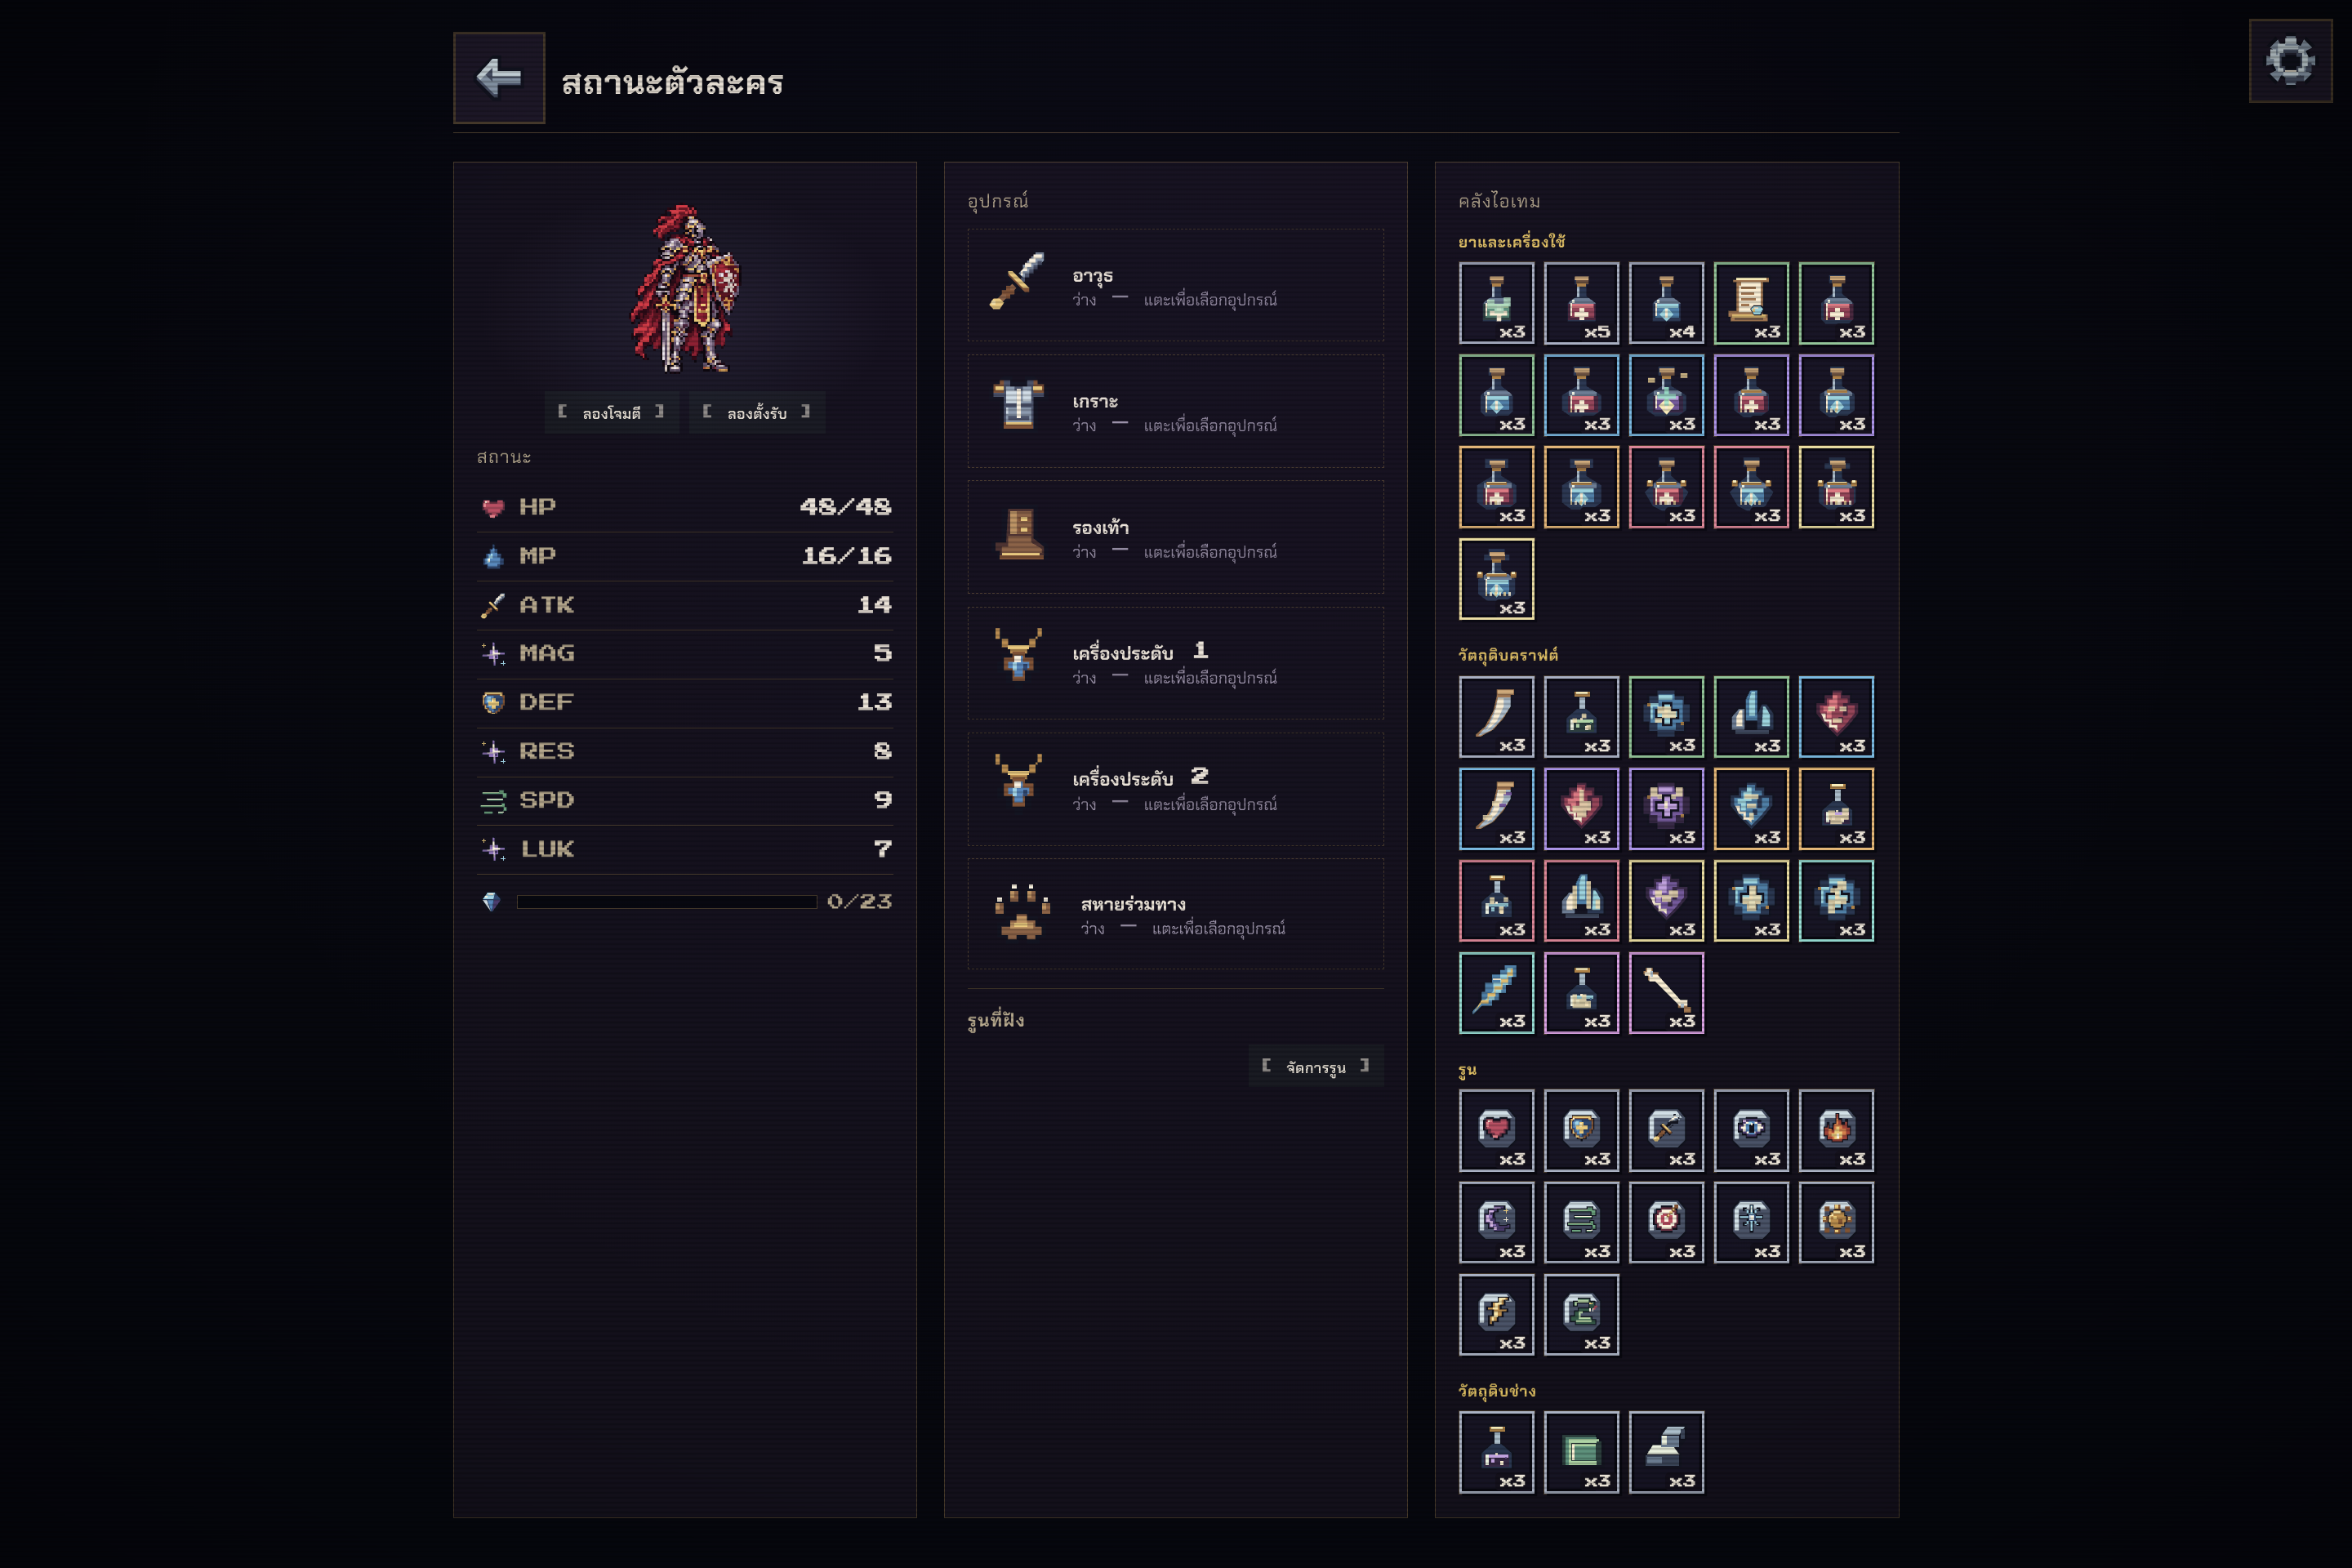 สถานะตัวละคร
[ ลองโจมตี ] [ ลองตั้งรับ ]
สถานะ
HP 48/48
MP 16/16
ATK 14
MAG 5
DEF 13
RES 8
SPD 9
LUK 7
0/23
อุปกรณ์
อาวุธ
ว่าง — แตะเพื่อเลือกอุปกรณ์
เกราะ
ว่าง — แตะเพื่อเลือกอุปกรณ์
รองเท้า
ว่าง — แตะเพื่อเลือกอุปกรณ์
เครื่องประดับ 1
ว่าง — แตะเพื่อเลือกอุปกรณ์
เครื่องประดับ 2
ว่าง — แตะเพื่อเลือกอุปกรณ์
สหายร่วมทาง
ว่าง — แตะเพื่อเลือกอุปกรณ์
รูนที่ฝัง
[ จัดการรูน ]
คลังไอเทม
ยาและเครื่องใช้
x3 x5 x4 x3 x3
x3 x3 x3 x3 x3
x3 x3 x3 x3 x3
x3
วัตถุดิบคราฟต์
x3 x3 x3 x3 x3
x3 x3 x3 x3 x3
x3 x3 x3 x3 x3
x3 x3 x3
รูน
x3 x3 x3 x3 x3
x3 x3 x3 x3 x3
x3 x3
วัตถุดิบช่าง
x3 x3 x3